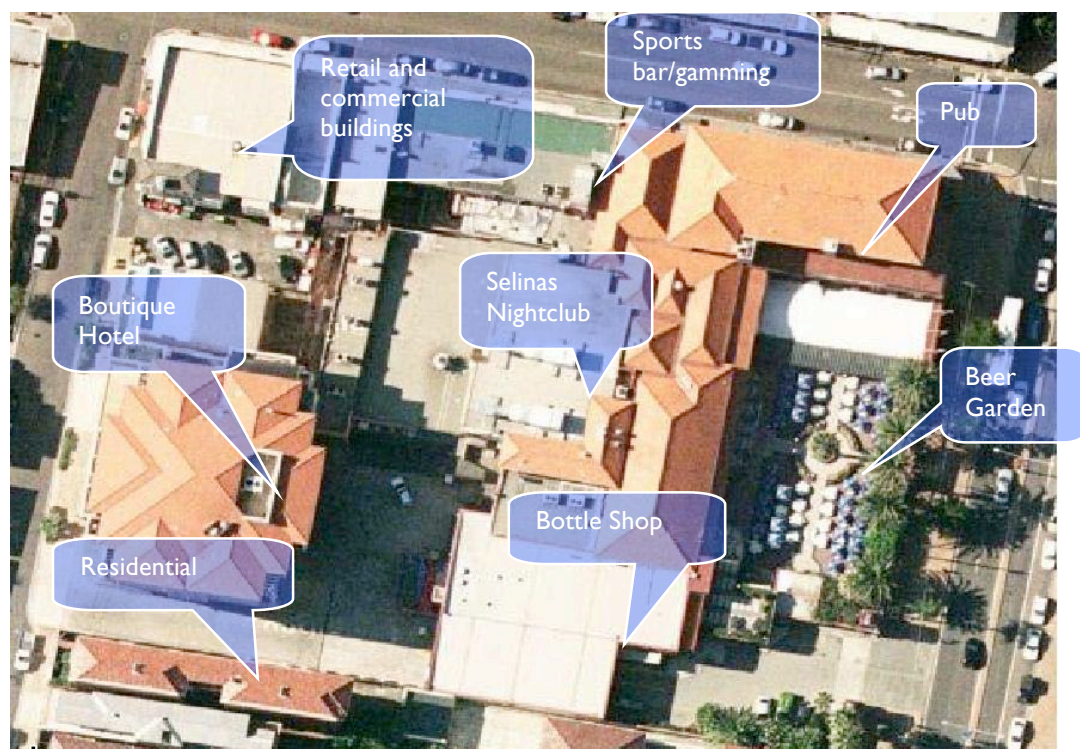 Sports
bar/gamming
Retail and
commercial
buildings
Pub
Selinas
Nightclub
Boutique
Hotel
Beer
Garden
Bottle Shop
Residential